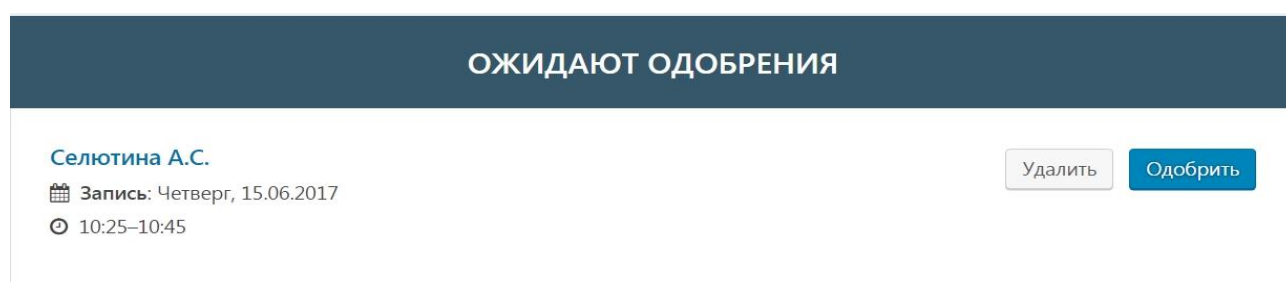 ОЖИДАЮТ ОДОБРЕНИЯ
Селютина А.С.
Удалить
Одобрить
Запись: Четверг, 15.06.2017
10:25–10:45